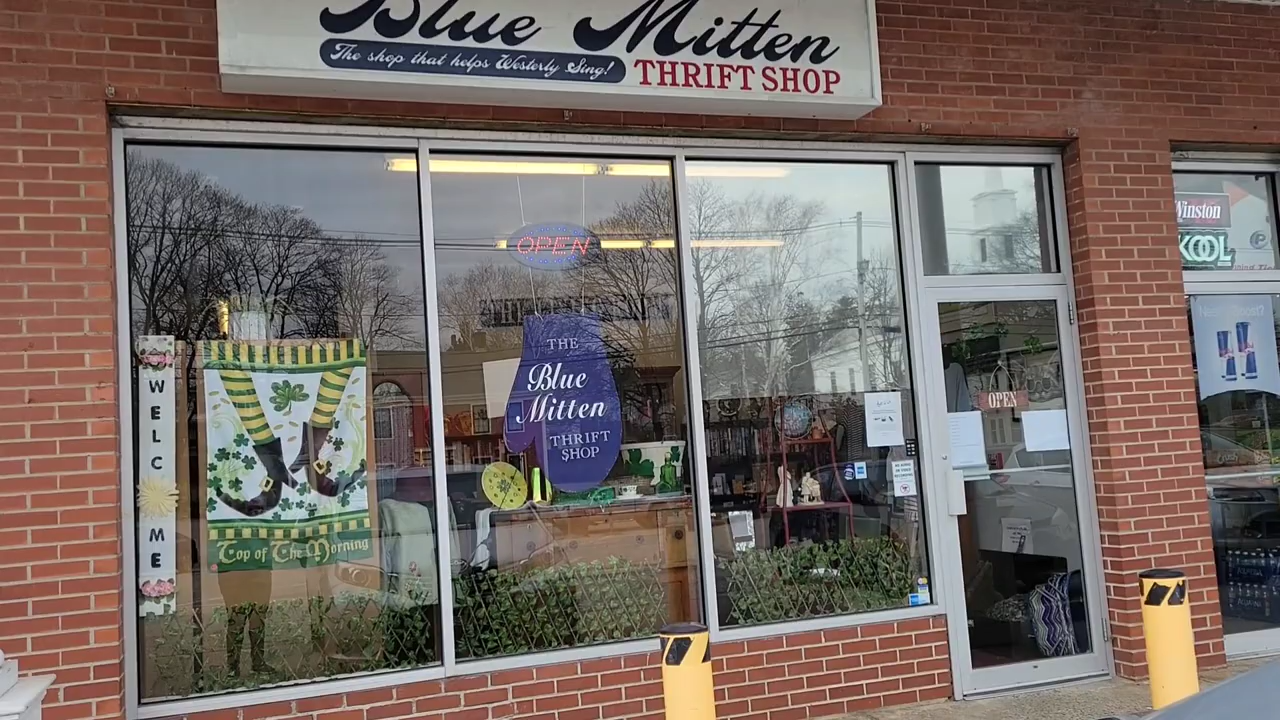 Blue Mitten
The shop that helps Westerly Sing!
THRIFT SHOP
OPEN
THE
Blue
Mitten
THRIFT
SHOP
WELCOME
Top of The Morning
OPEN
Winston
KOOL